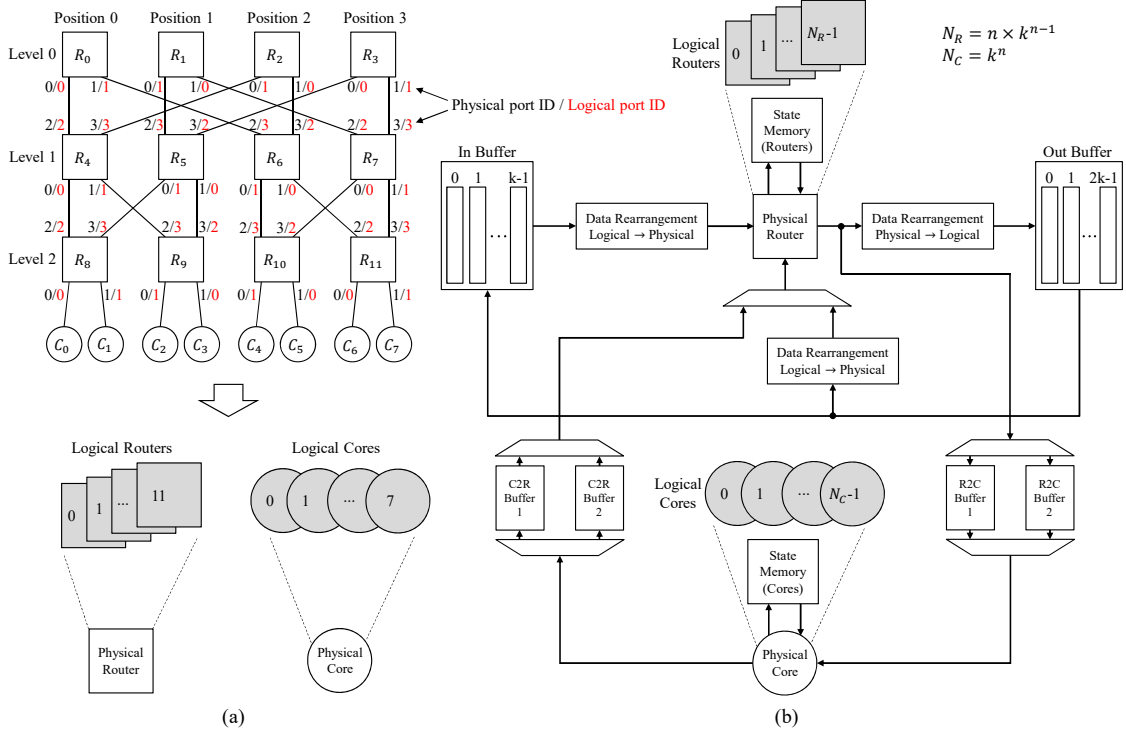 Position 0 Position 1 Position 2 Position 3
Level 0 R₀ R₁ R₂ R₃
0/0 1/1 0/1 1/0 0/1 1/0 0/0 1/1
Physical port ID / Logical port ID
2/2 3/3 2/3 3/2 2/3 3/2 2/2 3/3
Level 1 R₄ R₅ R₆ R₇
0/0 1/1 0/1 1/0 0/1 1/0 0/0 1/1
2/2 3/3 2/3 3/2 2/3 3/2 2/2 3/3
Level 2 R₈ R₉ R₁₀ R₁₁
0/0 1/1 0/1 1/0 0/1 1/0 0/0 1/1
C₀ C₁ C₂ C₃ C₄ C₅ C₆ C₇
Logical Routers
0 1 ... 11
Physical
Router
Logical Cores
0 1 ... 7
Physical
Core
(a)
Logical
Routers
0 1 ... N_R-1
N_R = n × k^{n-1}
N_C = k^n
State
Memory
(Routers)
In Buffer
0 1 k-1
...
Data Rearrangement
Logical → Physical
Physical
Router
Data Rearrangement
Physical → Logical
Out Buffer
0 1 2k-1
...
Data Rearrangement
Logical → Physical
C2R
Buffer
1
C2R
Buffer
2
Logical
Cores
0 1 ... N_C-1
R2C
Buffer
1
R2C
Buffer
2
State
Memory
(Cores)
Physical
Core
(b)